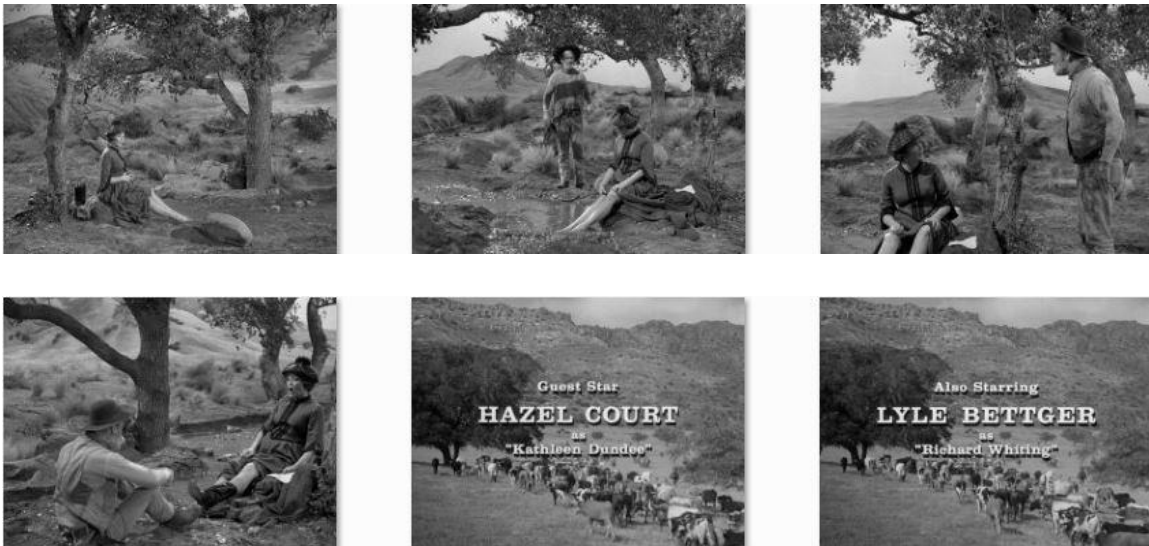 Guest Star
HAZEL COURT
as
"Kathleen Dundee"
Also Starring
LYLE BETTGER
as
"Richard Whiting"